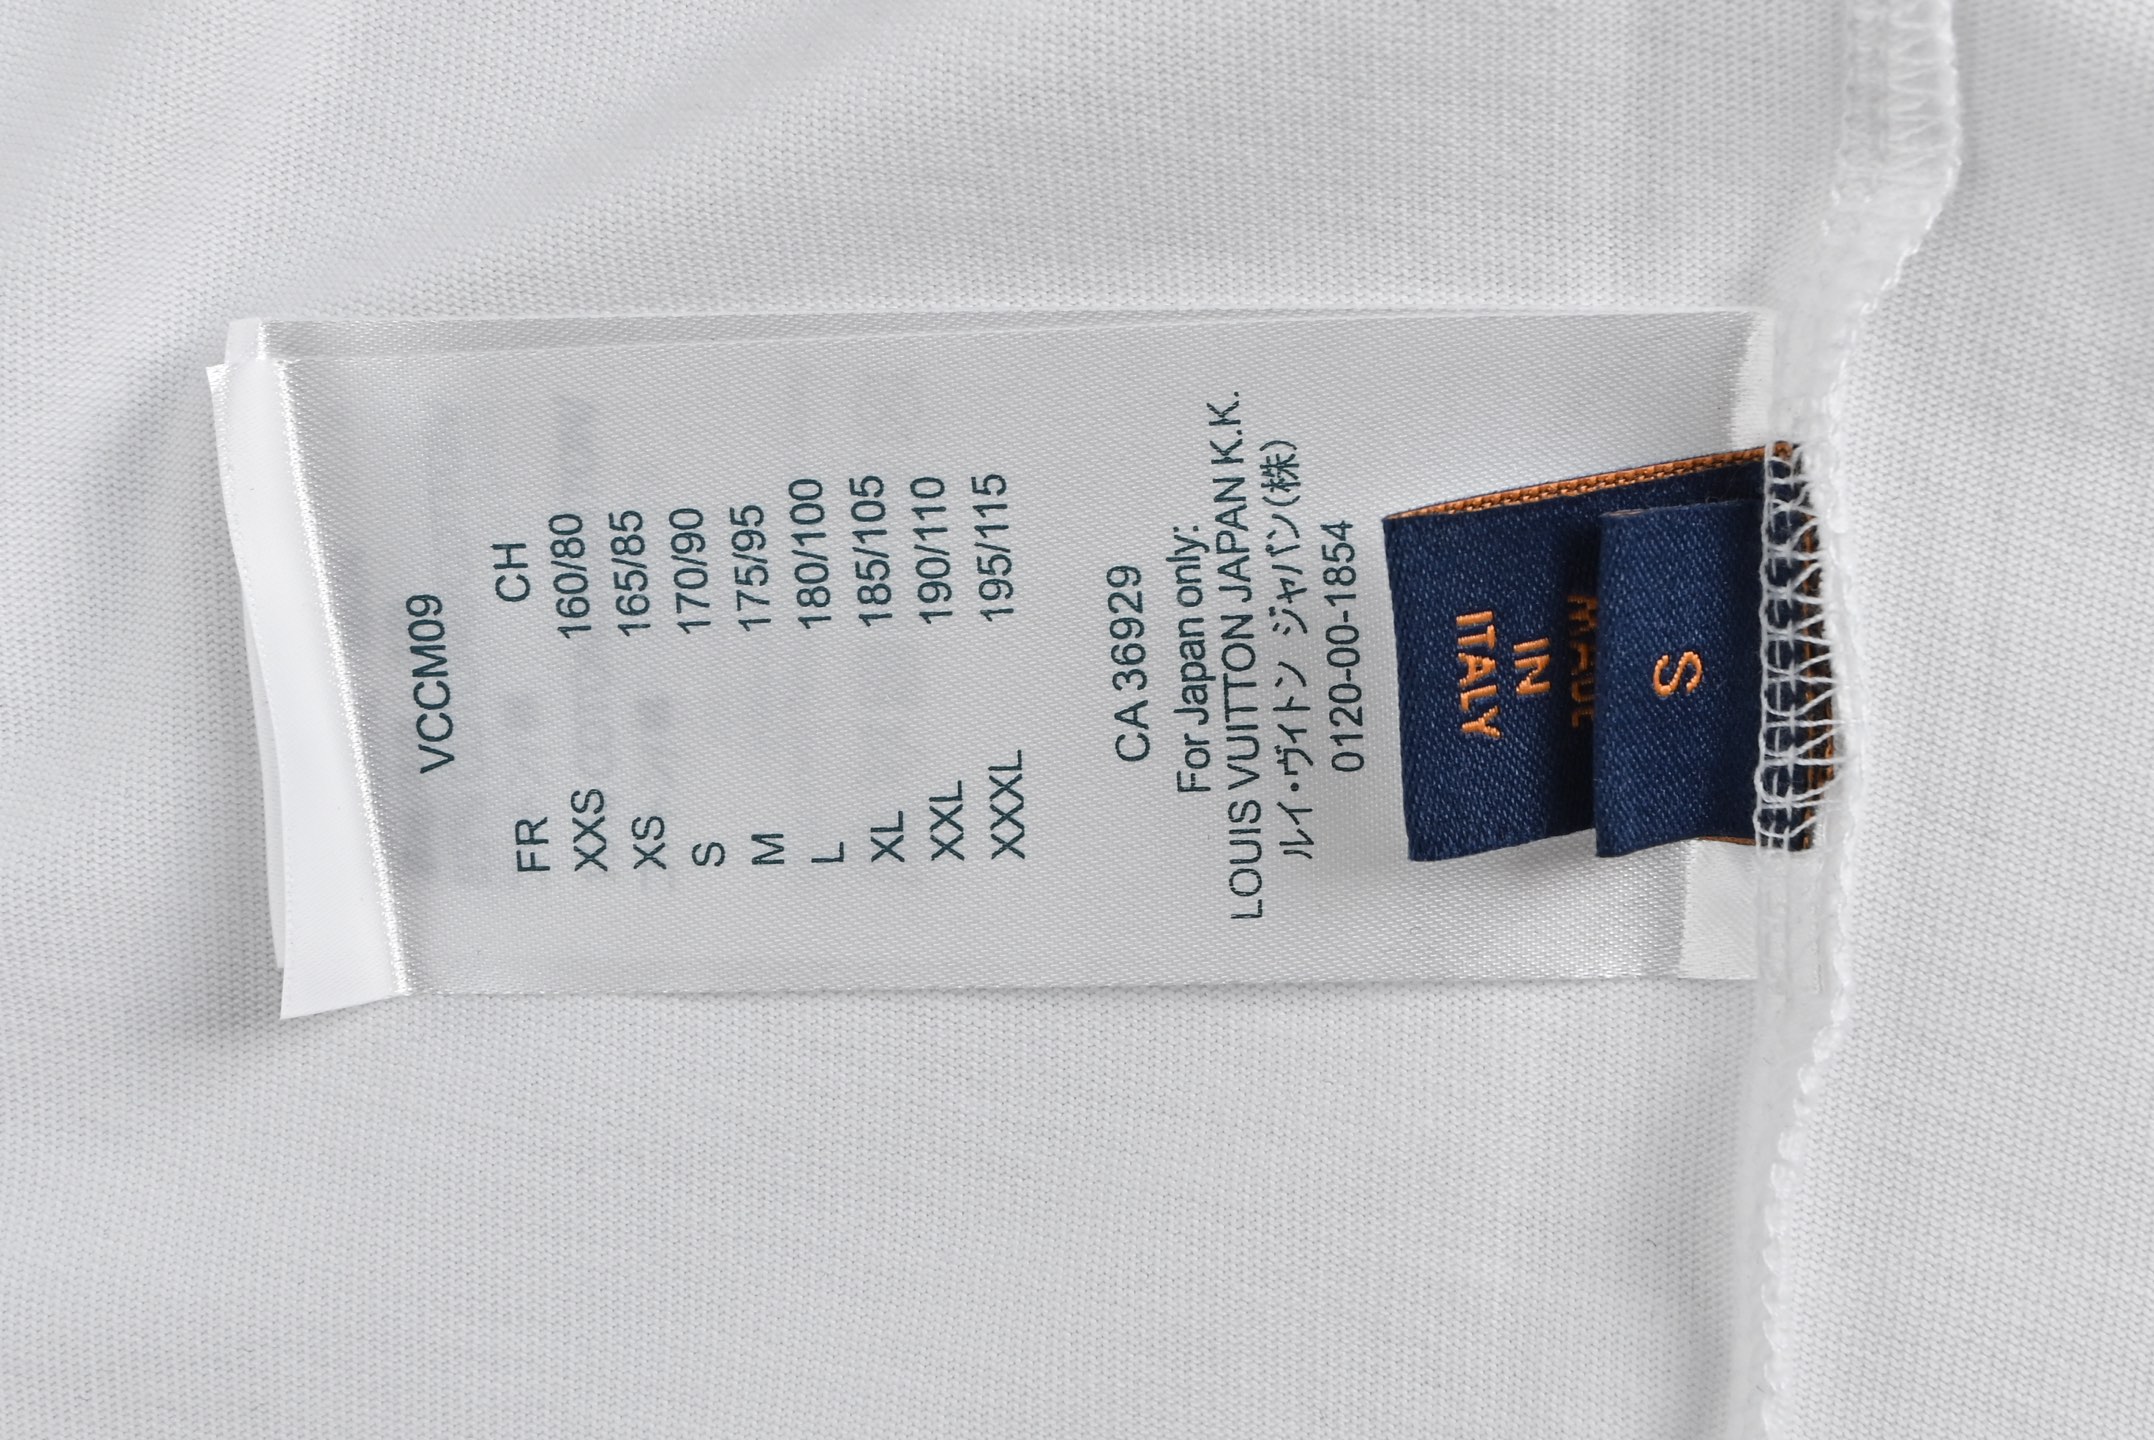 VCCM09
FR CH
XXS 160/80
XS 165/85
S 170/90
M 175/95
L 180/100
XL 185/105
XXL 190/110
XXXL 195/115
CA 369929
For Japan only:
LOUIS VUITTON JAPAN K.K.
ルイ・ヴィトン ジャパン(株)
0120-00-1854
S
MADE
IN
ITALY